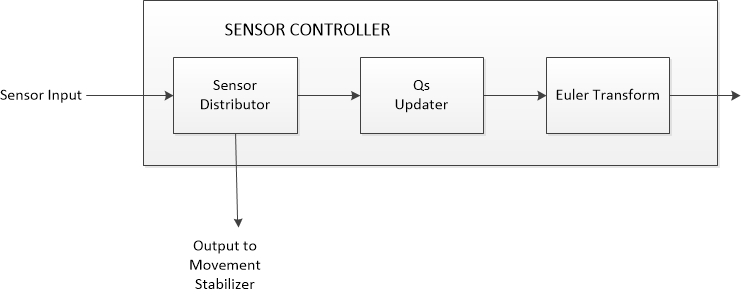 SENSOR CONTROLLER
Sensor Input
Sensor
Distributor
Qs
Updater
Euler Transform
Output to
Movement
Stabilizer